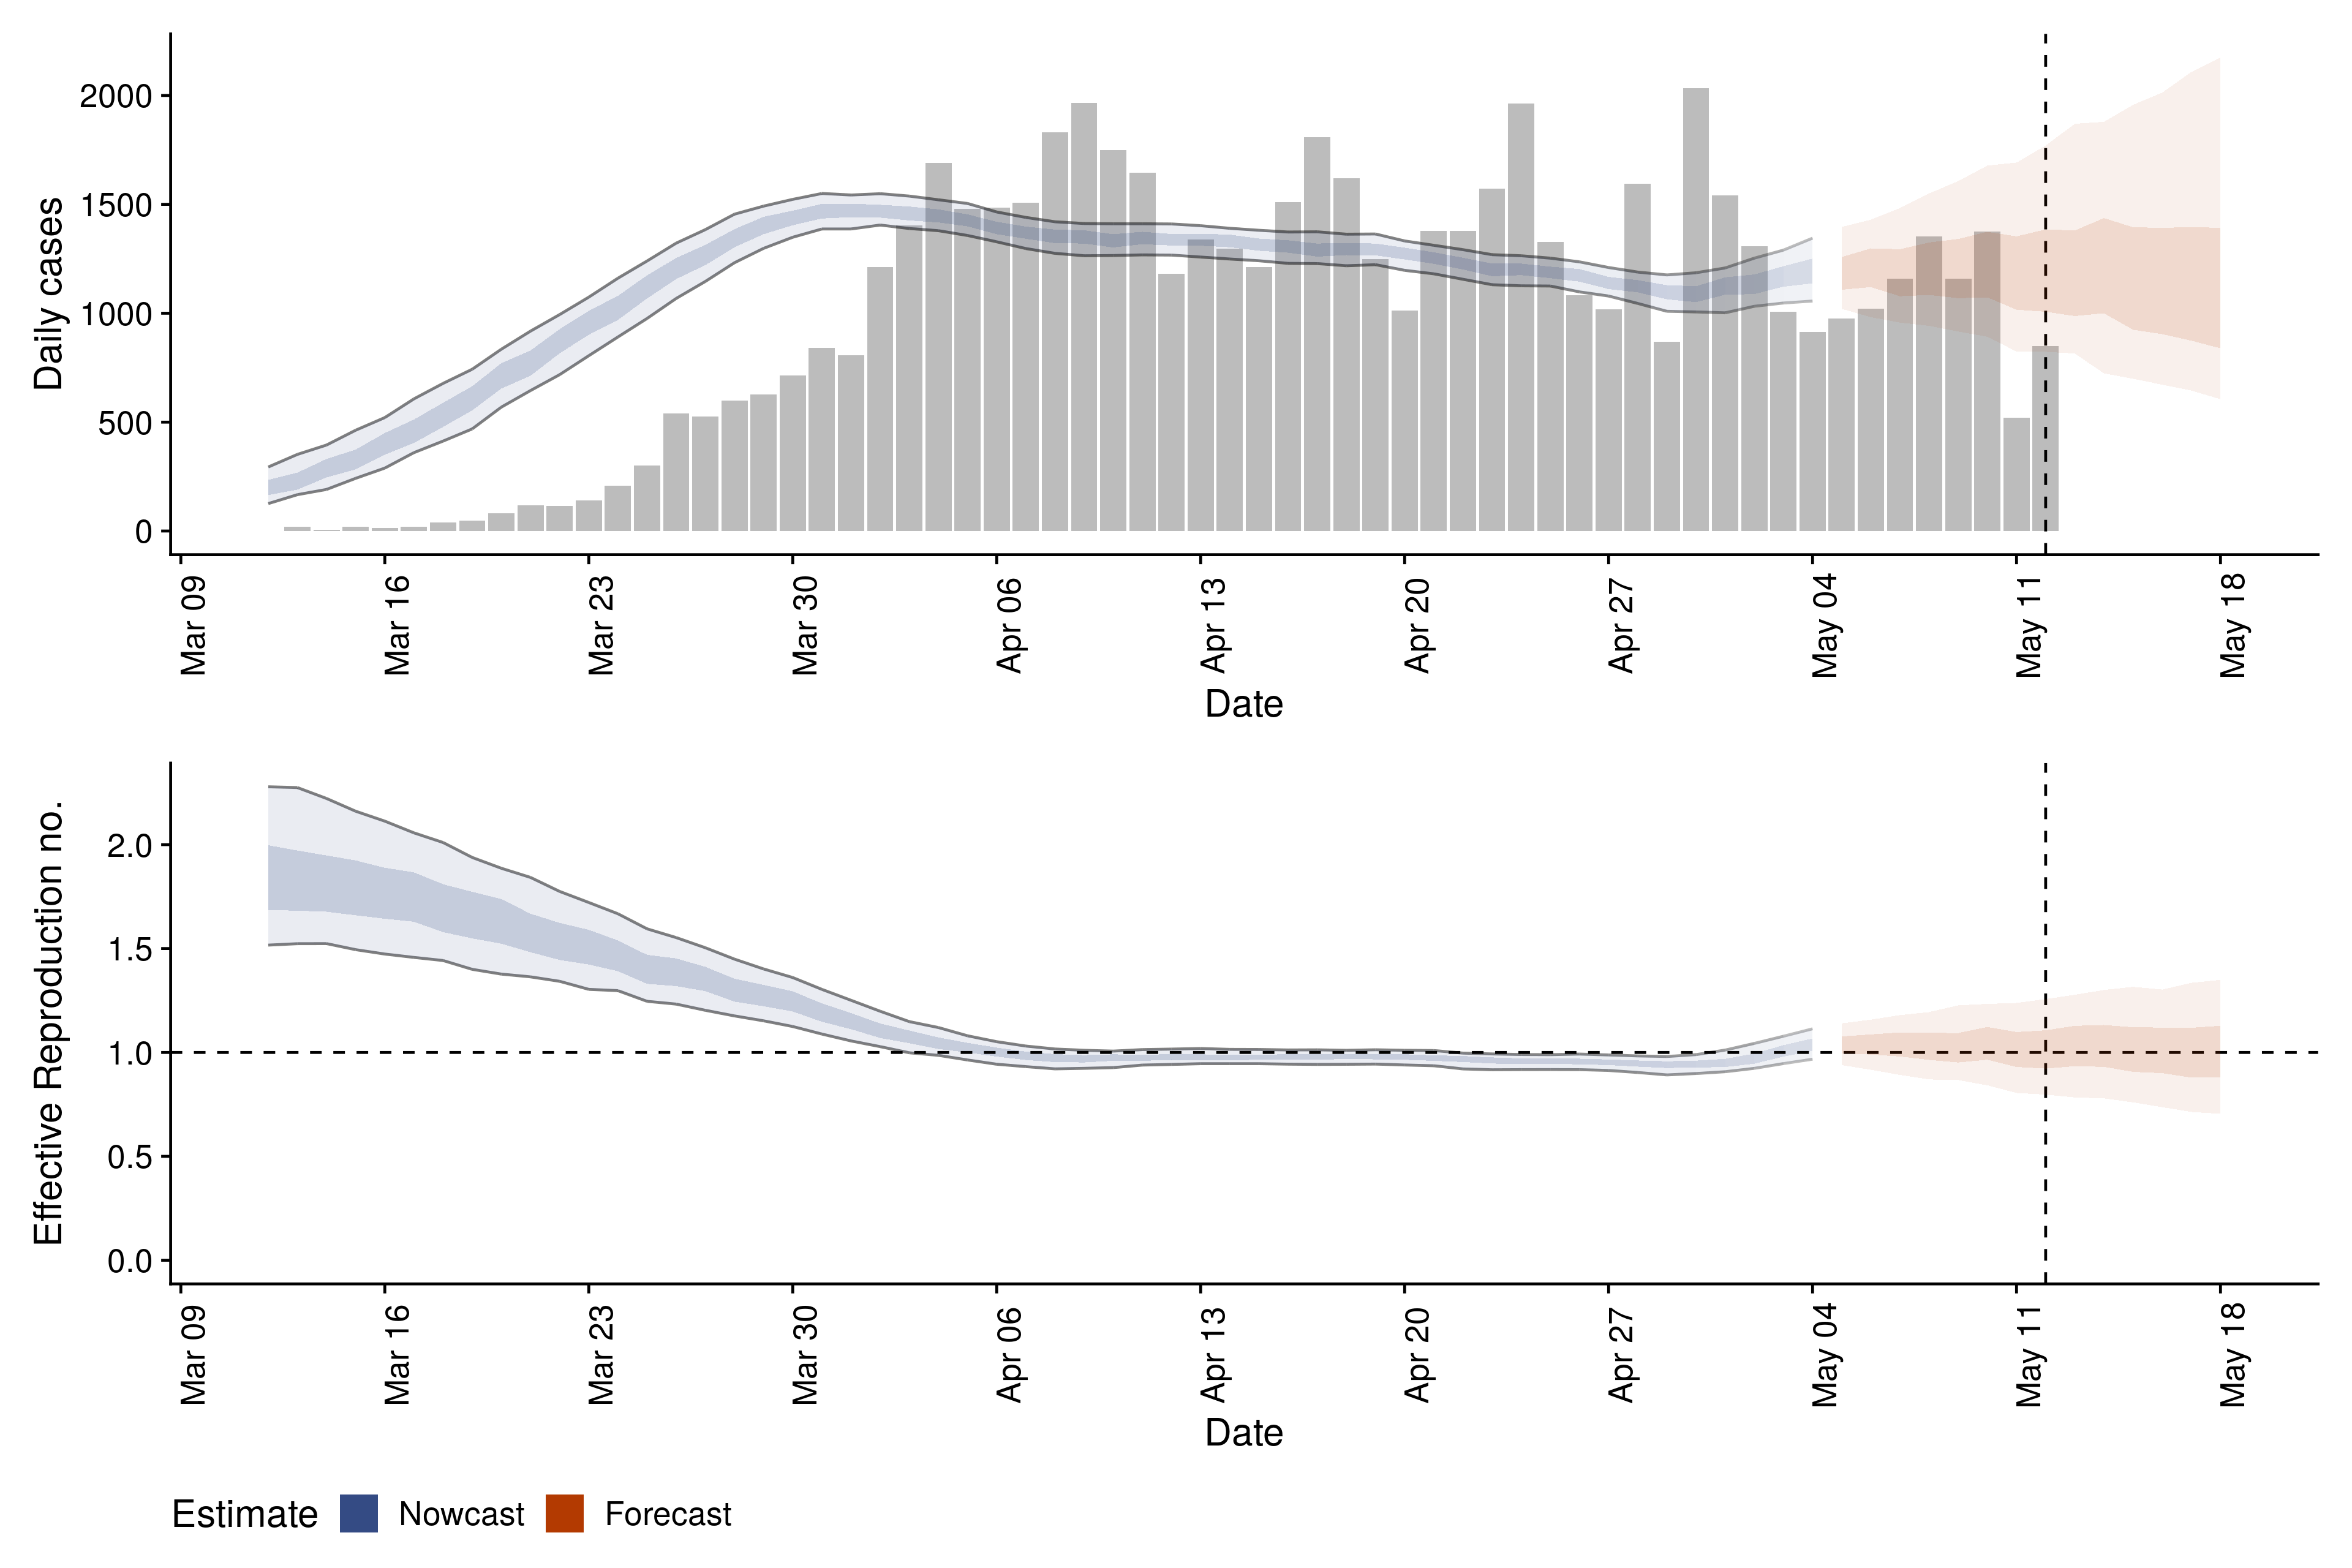 Daily cases
2000
1500
1000
500
0
Mar 09
Mar 16
Mar 23
Mar 30
Apr 06
Apr 13
Apr 20
Apr 27
May 04
May 11
May 18
Date
Effective Reproduction no.
2.0
1.5
1.0
0.5
0.0
Mar 09
Mar 16
Mar 23
Mar 30
Apr 06
Apr 13
Apr 20
Apr 27
May 04
May 11
May 18
Date
Estimate Nowcast Forecast